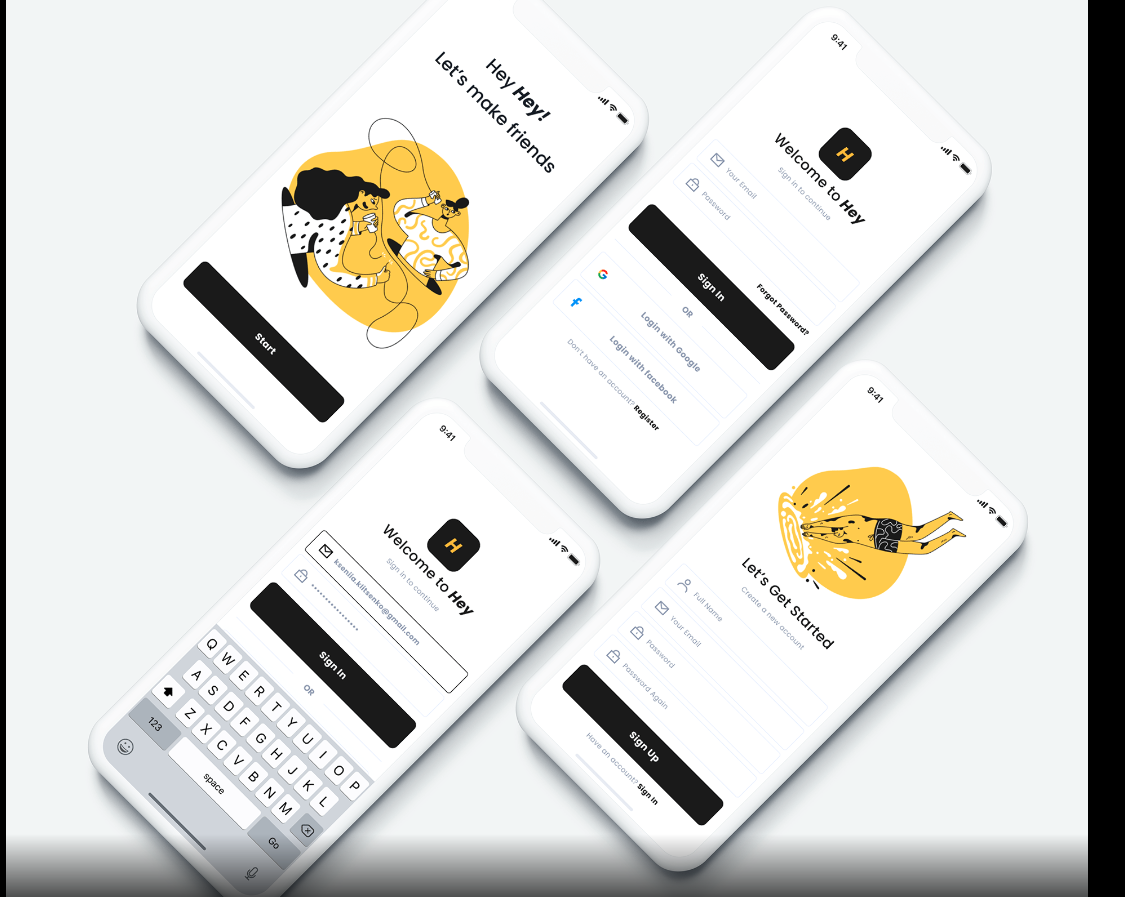 Hey Hey!
Let's make friends
Start
9:41
H
Welcome to Hey
Sign in to continue
Your Email
Password
Forgot Password?
Sign In
OR
Login with Google
Login with facebook
Don't have an account? Register
9:41
H
Welcome to Hey
Sign in to continue
kseniia.kiltsenko@gmail.com
Sign In
OR
Q W E R T Y U I O P
A S D F G H J K L
Z X C V B N M
123
space
Go
9:41
Let's Get Started
Create a new account
Full Name
Your Email
Password
Password Again
Sign Up
Have an account? Sign In